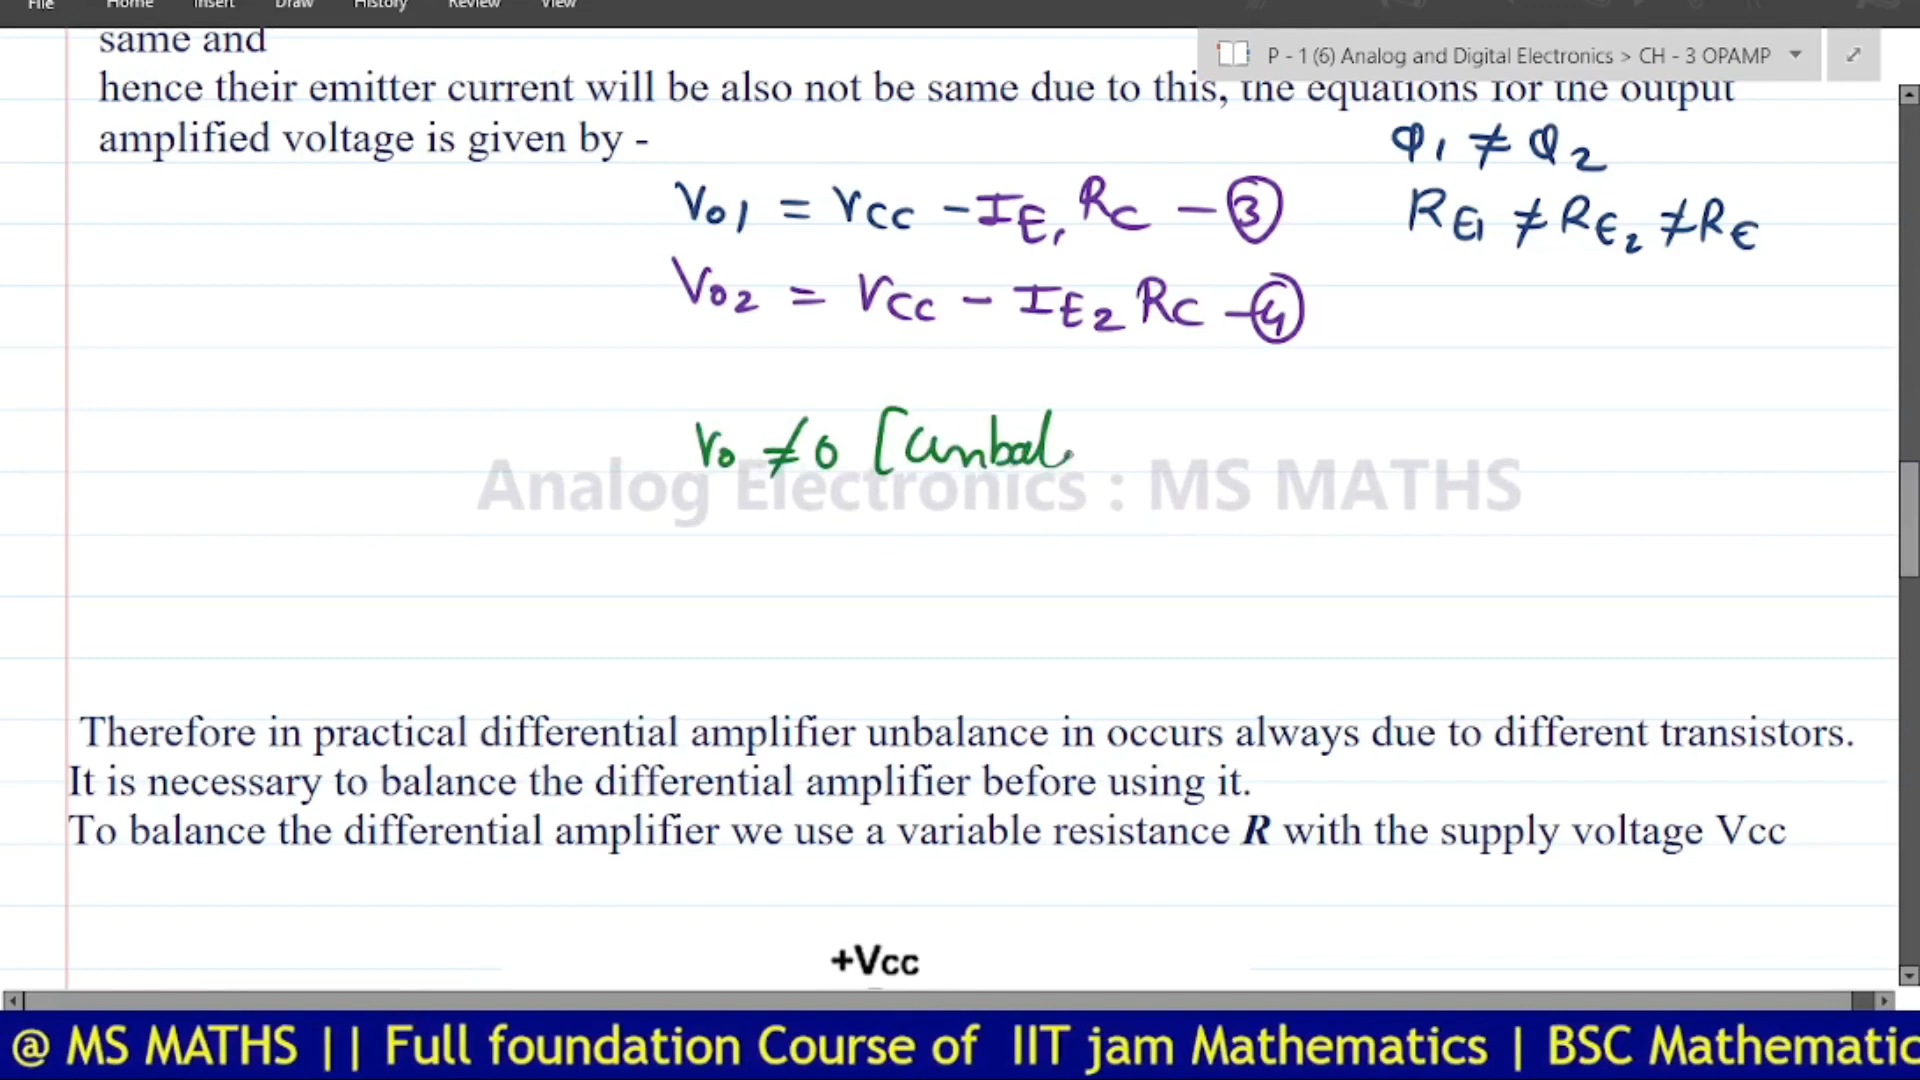 File Home Insert Draw History Review View
same and
P - 1 (6) Analog and Digital Electronics > CH - 3 OPAMP
hence their emitter current will be also not be same due to this, the equations for the output
amplified voltage is given by -
Q1 ≠ Q2
Vo1 = VCC - IE1 RC - ③
RE1 ≠ RE2 ≠ RE
Vo2 = VCC - IE2 RC - ④
Vo ≠ 0 [Unbal
Analog Electronics : MS MATHS
Therefore in practical differential amplifier unbalance in occurs always due to different transistors.
It is necessary to balance the differential amplifier before using it.
To balance the differential amplifier we use a variable resistance R with the supply voltage Vcc
+Vcc
@ MS MATHS || Full foundation Course of IIT jam Mathematics | BSC Mathematic